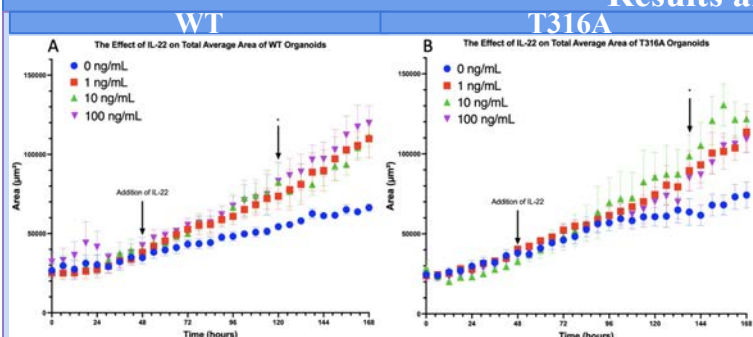 Results a
WT T316A
A
The Effect of IL-22 on Total Average Area of WT Organoids
0 ng/mL
1 ng/mL
10 ng/mL
100 ng/mL
*
Addition of IL-22
Area (μm²)
150000
100000
50000
0
0 24 48 72 96 120 144 168
Time (hours)
B
The Effect of IL-22 on Total Average Area of T316A Organoids
0 ng/mL
1 ng/mL
10 ng/mL
100 ng/mL
*
Addition of IL-22
Area (μm²)
150000
100000
50000
0
0 24 48 72 96 120 144 168
Time (hours)